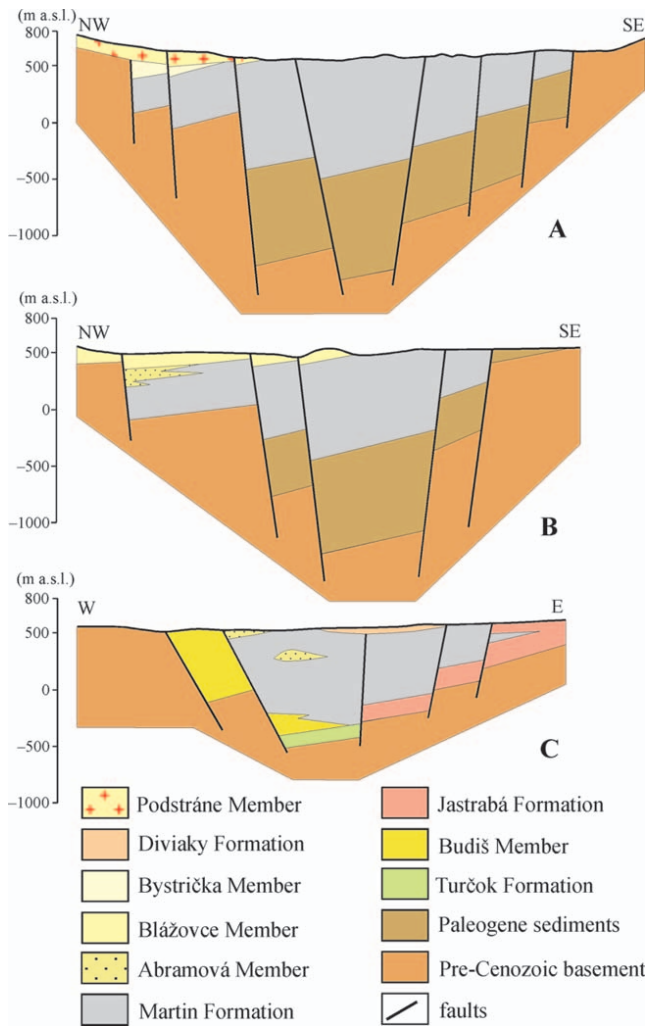 (m a.s.l.)
800
NW
SE
500
0
–500
–1000
A
(m a.s.l.)
800
NW
SE
500
0
–500
–1000
B
(m a.s.l.)
800
W
E
500
0
–500
–1000
C
Podstráne Member
Diviaky Formation
Bystrička Member
Blážovce Member
Abramová Member
Martin Formation
Jastrabá Formation
Budiš Member
Turčok Formation
Paleogene sediments
Pre-Cenozoic basement
faults